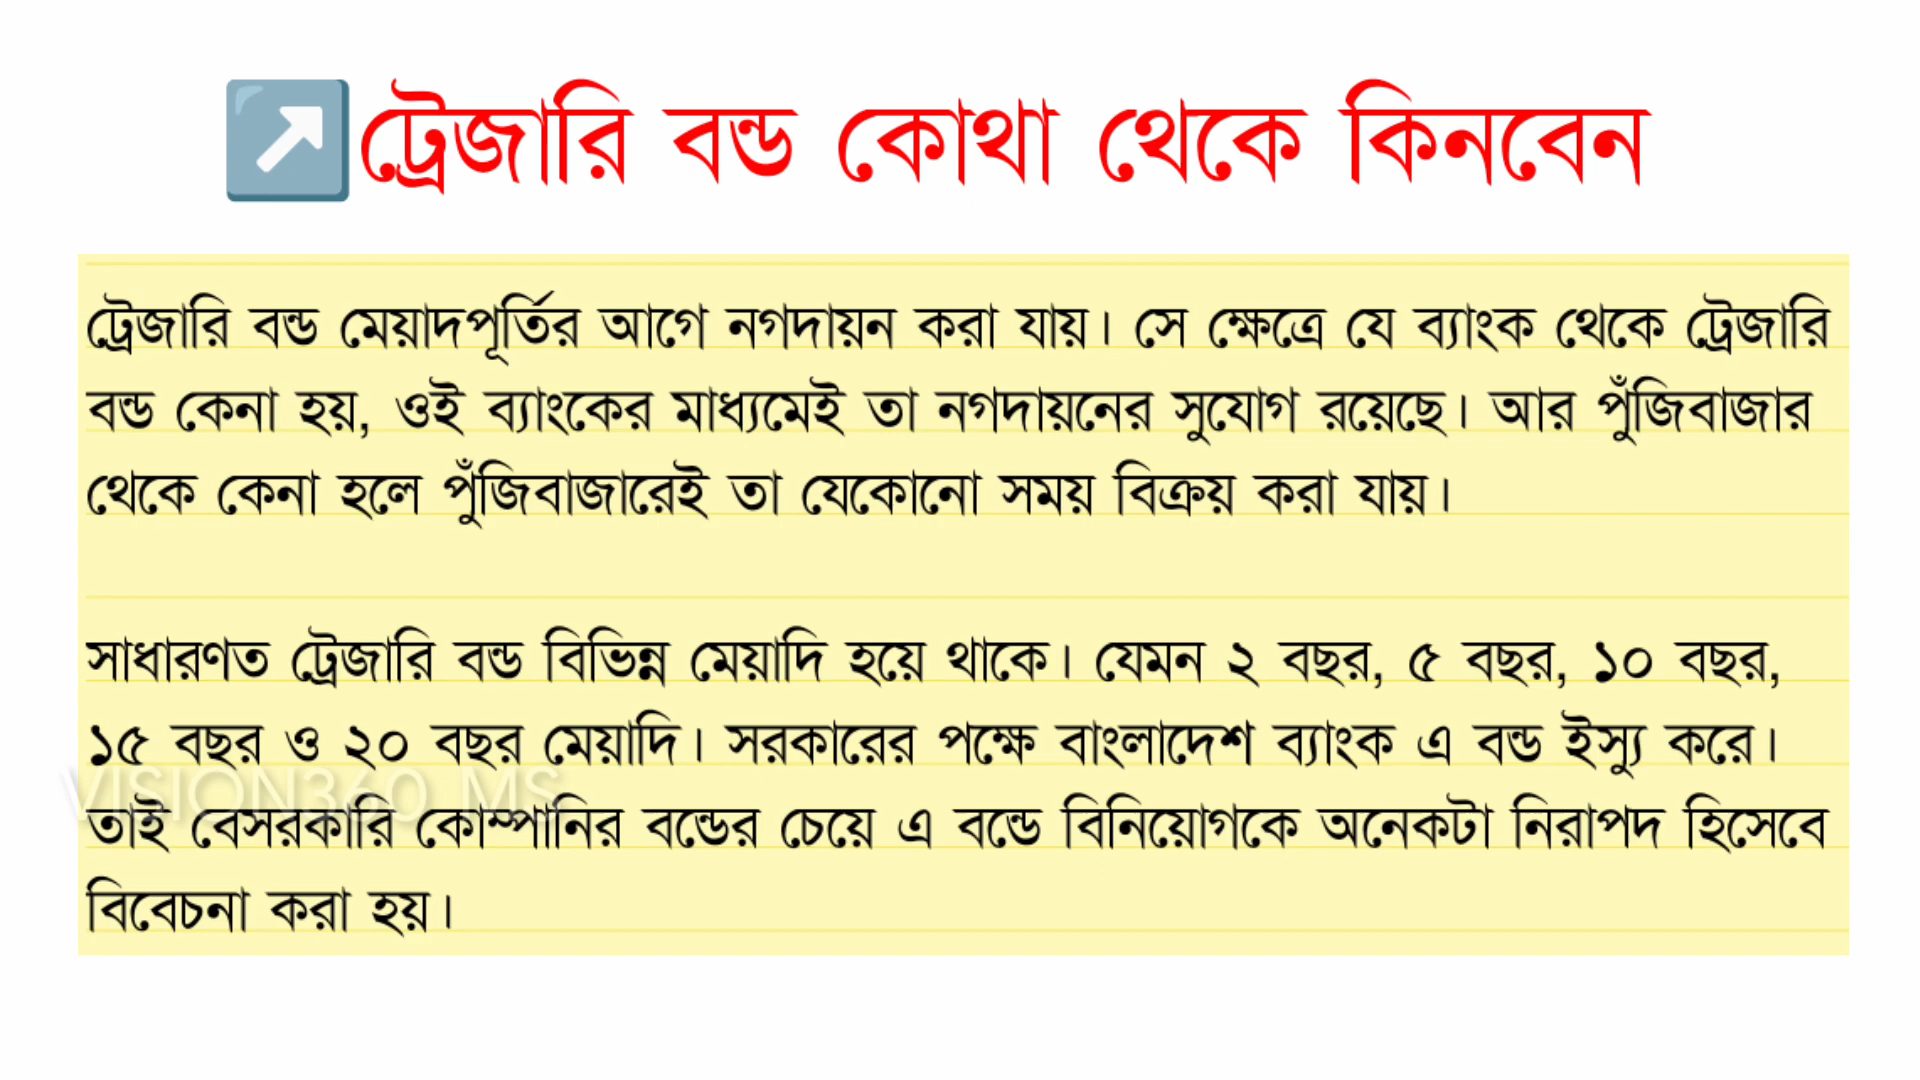 ↗ট্রেজারি বন্ড কোথা থেকে কিনবেন
ট্রেজারি বন্ড মেয়াদপূর্তির আগে নগদায়ন করা যায়। সে ক্ষেত্রে যে ব্যাংক থেকে ট্রেজারি
বন্ড কেনা হয়, ওই ব্যাংকের মাধ্যমেই তা নগদায়নের সুযোগ রয়েছে। আর পুঁজিবাজার
থেকে কেনা হলে পুঁজিবাজারেই তা যেকোনো সময় বিক্রয় করা যায়।
সাধারণত ট্রেজারি বন্ড বিভিন্ন মেয়াদি হয়ে থাকে। যেমন ২ বছর, ৫ বছর, ১০ বছর,
১৫ বছর ও ২০ বছর মেয়াদি। সরকারের পক্ষে বাংলাদেশ ব্যাংক এ বন্ড ইস্যু করে।
VISION360 MS
তাই বেসরকারি কোম্পানির বন্ডের চেয়ে এ বন্ডে বিনিয়োগকে অনেকটা নিরাপদ হিসেবে
বিবেচনা করা হয়।